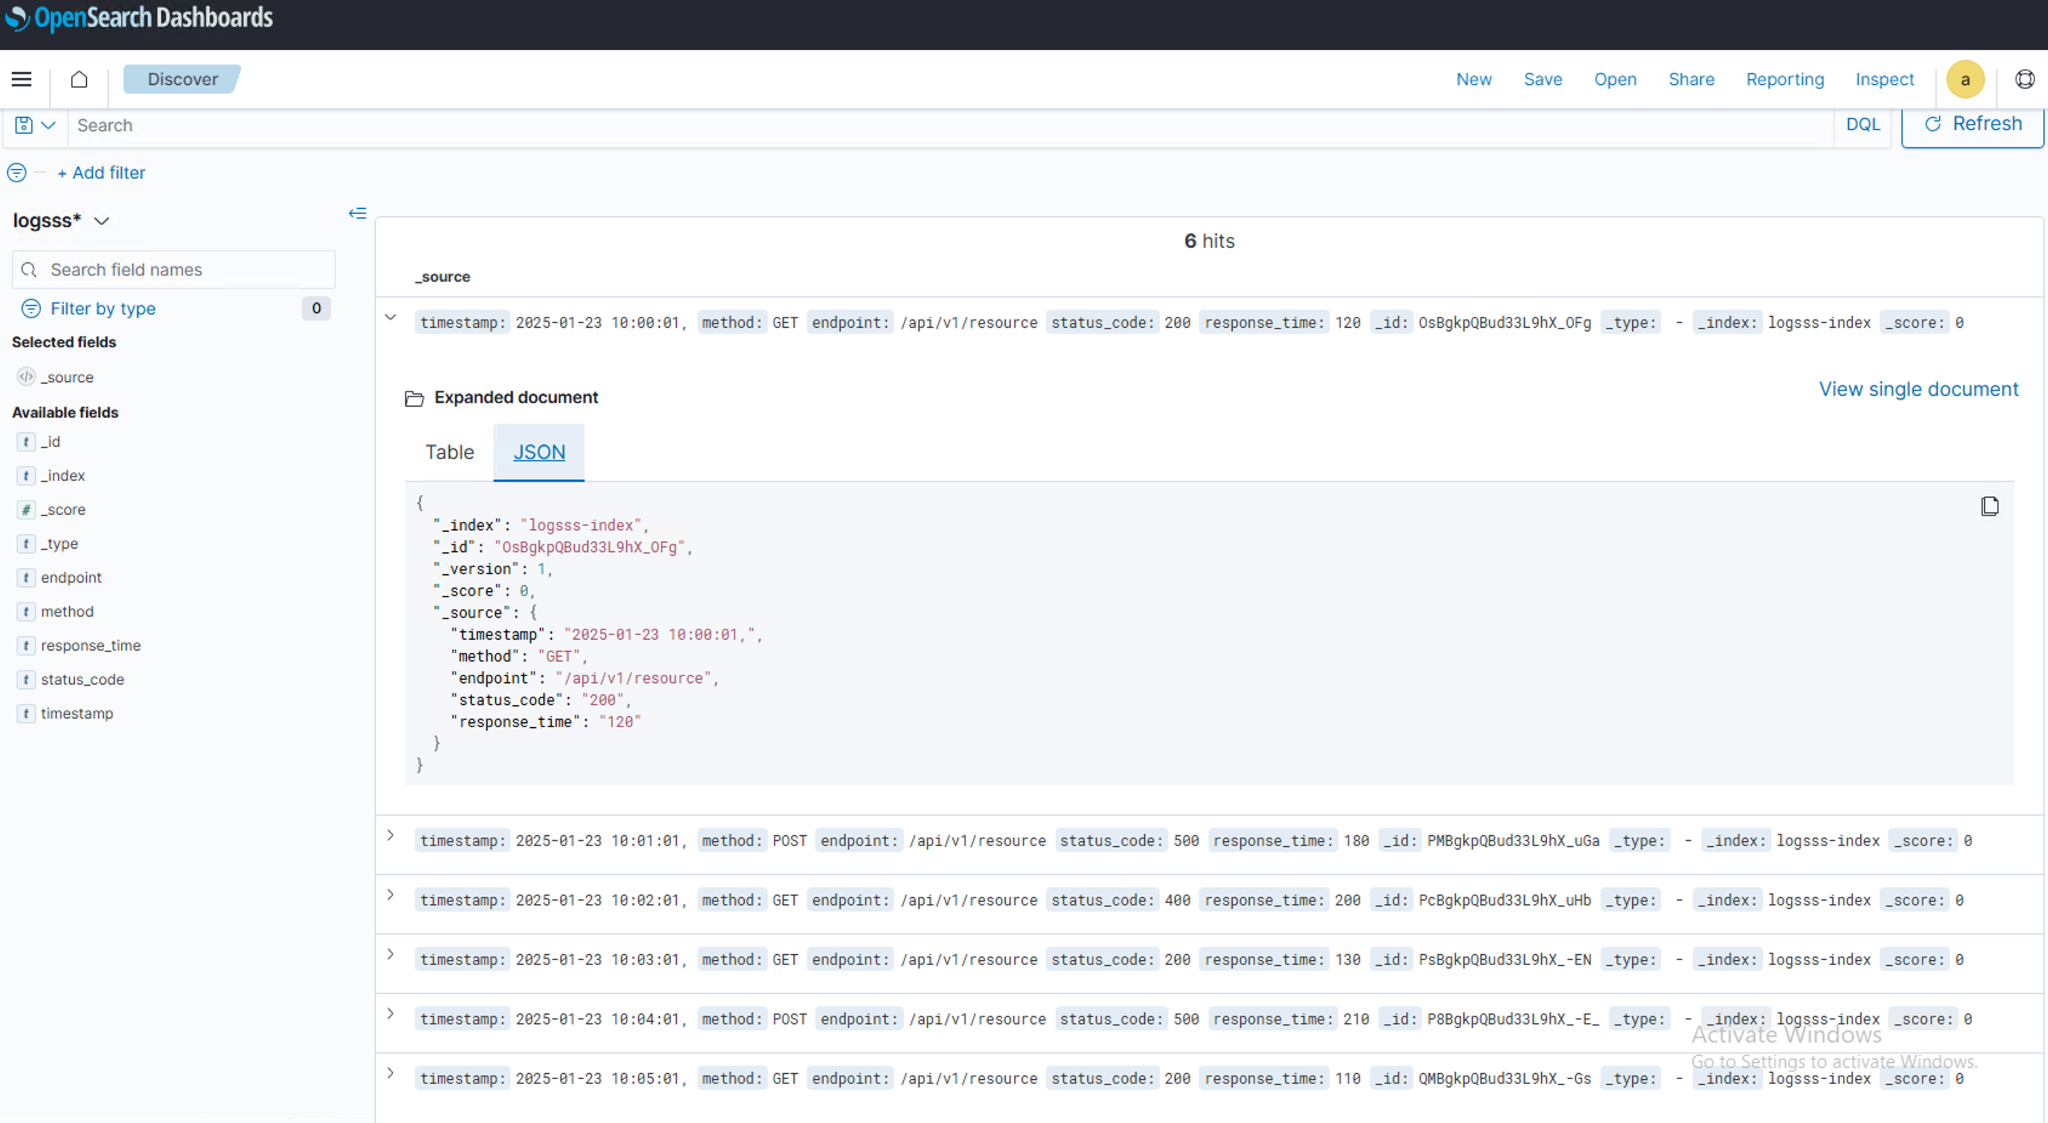 OpenSearch Dashboards
Discover
New Save Open Share Reporting Inspect a
Search DQL Refresh
+ Add filter
logsss*
6 hits
Search field names
_source
Filter by type 0
timestamp: 2025-01-23 10:00:01, method: GET endpoint: /api/v1/resource status_code: 200 response_time: 120 _id: OsBgkpQBud33L9hX_OFg _type: - _index: logsss-index _score: 0
Selected fields
_source
Expanded document
View single document
Available fields
_id
_index
_score
_type
endpoint
method
response_time
status_code
timestamp
Table JSON
{
"_index": "logsss-index",
"_id": "OsBgkpQBud33L9hX_OFg",
"_version": 1,
"_score": 0,
"_source": {
"timestamp": "2025-01-23 10:00:01,",
"method": "GET",
"endpoint": "/api/v1/resource",
"status_code": "200",
"response_time": "120"
}
}
timestamp: 2025-01-23 10:01:01, method: POST endpoint: /api/v1/resource status_code: 500 response_time: 180 _id: PMBgkpQBud33L9hX_uGa _type: - _index: logsss-index _score: 0
timestamp: 2025-01-23 10:02:01, method: GET endpoint: /api/v1/resource status_code: 400 response_time: 200 _id: PcBgkpQBud33L9hX_uHb _type: - _index: logsss-index _score: 0
timestamp: 2025-01-23 10:03:01, method: GET endpoint: /api/v1/resource status_code: 200 response_time: 130 _id: PsBgkpQBud33L9hX_-EN _type: - _index: logsss-index _score: 0
timestamp: 2025-01-23 10:04:01, method: POST endpoint: /api/v1/resource status_code: 500 response_time: 210 _id: P8BgkpQBud33L9hX_-E_ _type: - _index: logsss-index _score: 0
Activate Windows
Go to Settings to activate Windows.
timestamp: 2025-01-23 10:05:01, method: GET endpoint: /api/v1/resource status_code: 200 response_time: 110 _id: QMBgkpQBud33L9hX_-Gs _type: - _index: logsss-index _score: 0